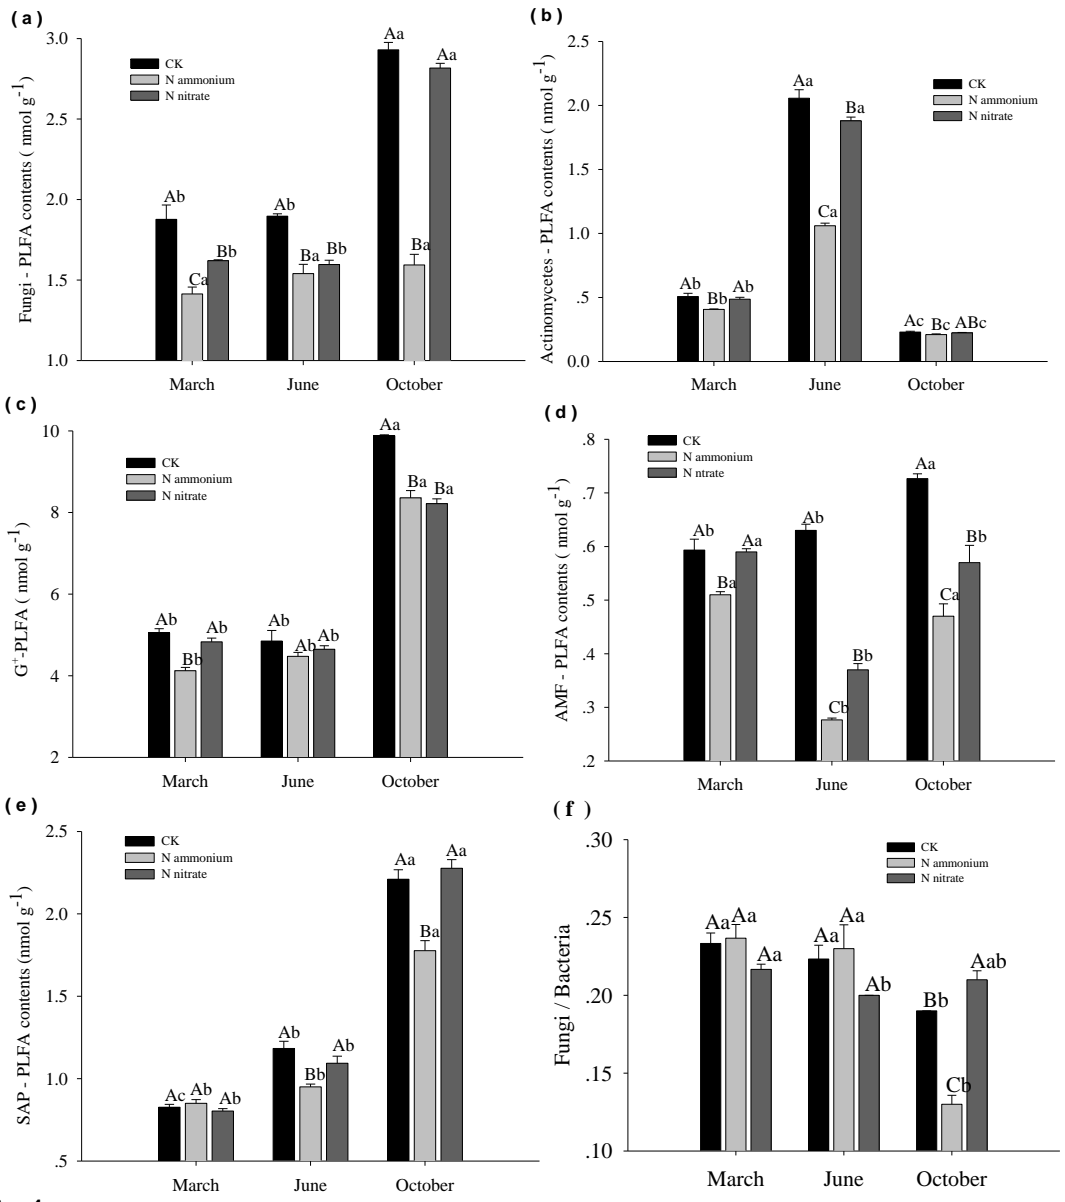 (a)
3.0
2.5
2.0
1.5
1.0
Fungi - PLFA contents ( nmol g-1)
CK
N ammonium
N nitrate
Ab
Ca
Bb
Ab
Ba
Bb
Aa
Ba
Aa
March
June
October
(b)
2.5
2.0
1.5
1.0
.5
0.0
Actinomycetes - PLFA contents ( nmol g-1)
CK
N ammonium
N nitrate
Ab
Bb
Ab
Aa
Ca
Ba
Ac
Bc
ABc
March
June
October
(c)
10
8
6
4
2
G+-PLFA ( nmol g-1)
CK
N ammonium
N nitrate
Ab
Bb
Ab
Ab
Ab
Ab
Aa
Ba
Ba
March
June
October
(d)
.8
.7
.6
.5
.4
.3
.2
AMF - PLFA contents ( nmol g-1)
CK
N ammonium
N ntrate
Ab
Ba
Aa
Ab
Cb
Bb
Aa
Ca
Bb
March
June
October
(e)
2.5
2.0
1.5
1.0
.5
SAP - PLFA contents (nmol g-1)
CK
N ammonium
N nitrate
Ac
Ab
Ab
Ab
Bb
Ab
Aa
Ba
Aa
March
June
October
(f )
.30
.25
.20
.15
.10
Fungi / Bacteria
CK
N ammonium
N nitrate
Aa
Aa
Aa
Aa
Aa
Ab
Bb
Cb
Aab
March
June
October